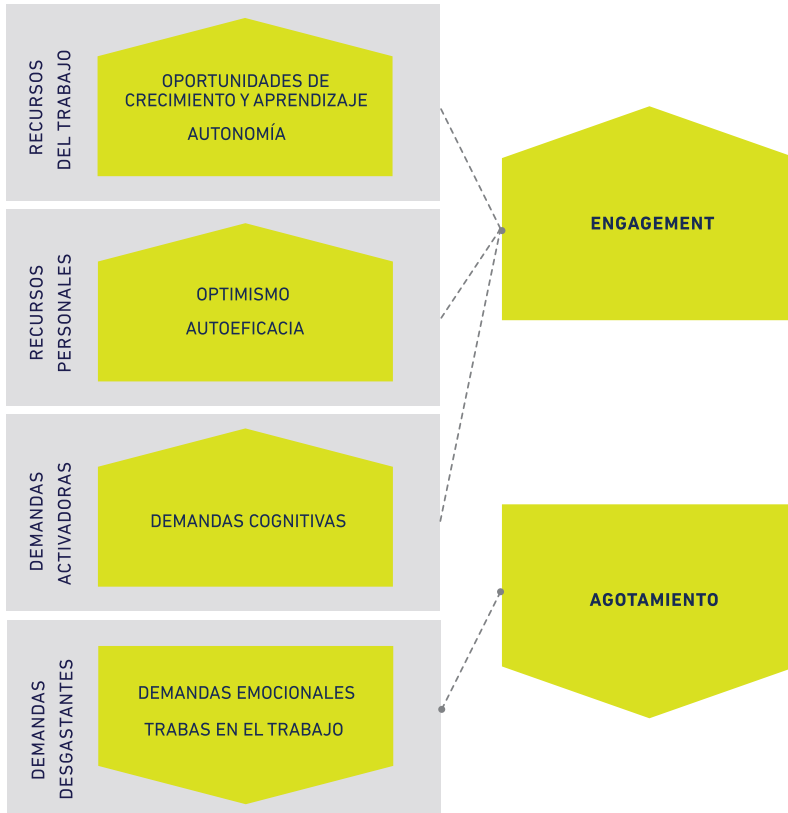 RECURSOS
DEL TRABAJO
OPORTUNIDADES DE
CRECIMIENTO Y APRENDIZAJE
AUTONOMÍA
RECURSOS
PERSONALES
OPTIMISMO
AUTOEFICACIA
DEMANDAS
ACTIVADORAS
DEMANDAS COGNITIVAS
DEMANDAS
DESGASTANTES
DEMANDAS EMOCIONALES
TRABAS EN EL TRABAJO
ENGAGEMENT
AGOTAMIENTO